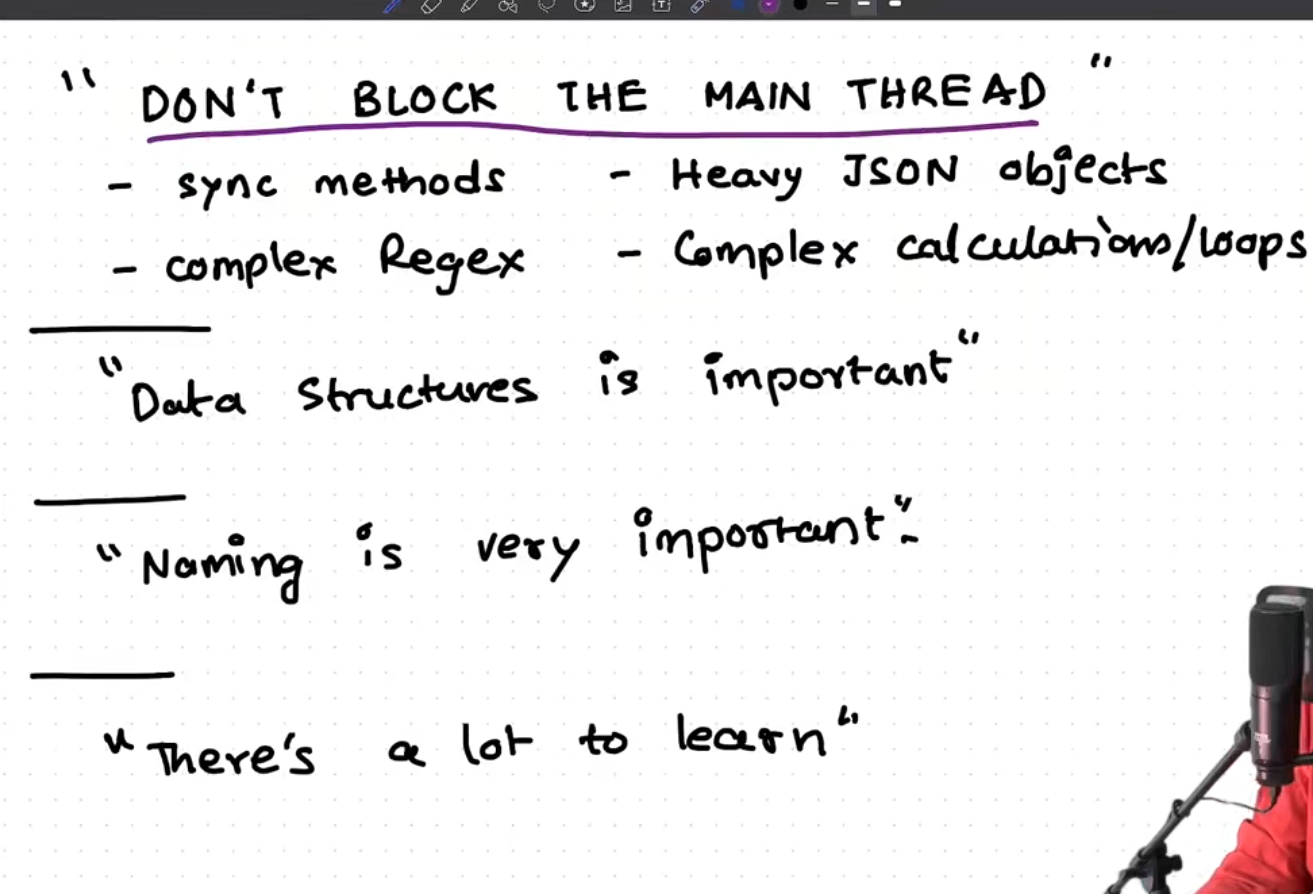 " DON'T BLOCK THE MAIN THREAD "
- sync methods - Heavy JSON objects
- complex Regex - Complex calculations/loops
"Data Structures is important"
"Naming is very important".
"There's a lot to learn"